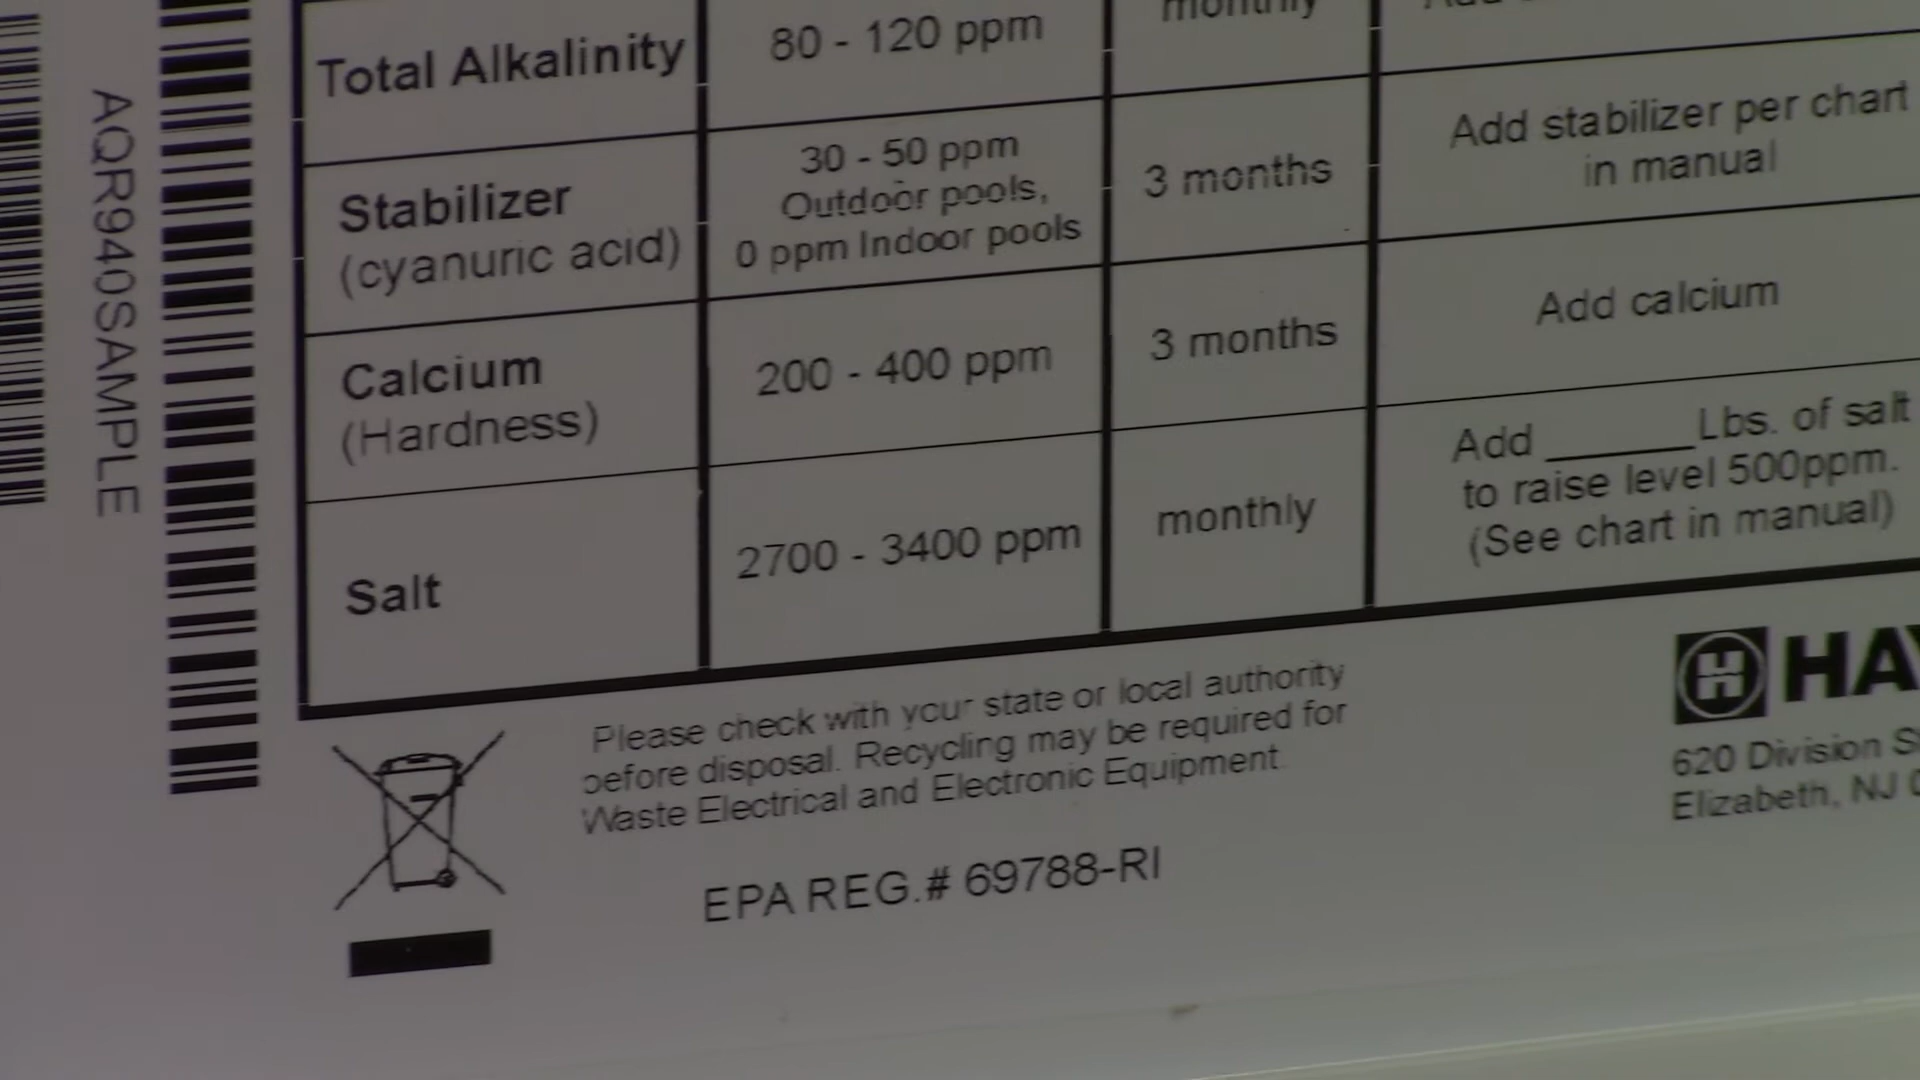 AQR940SAMPLE
Total Alkalinity
80 - 120 ppm
monthly
Stabilizer
(cyanuric acid)
30 - 50 ppm
Outdoor pools,
0 ppm Indoor pools
3 months
Add stabilizer per chart
in manual
Calcium
(Hardness)
200 - 400 ppm
3 months
Add calcium
Salt
2700 - 3400 ppm
monthly
Add ______ Lbs. of salt
to raise level 500ppm.
(See chart in manual)
Please check with your state or local authority
before disposal. Recycling may be required for
Waste Electrical and Electronic Equipment
EPA REG.# 69788-RI
HA
620 Division
Elizabeth, NJ